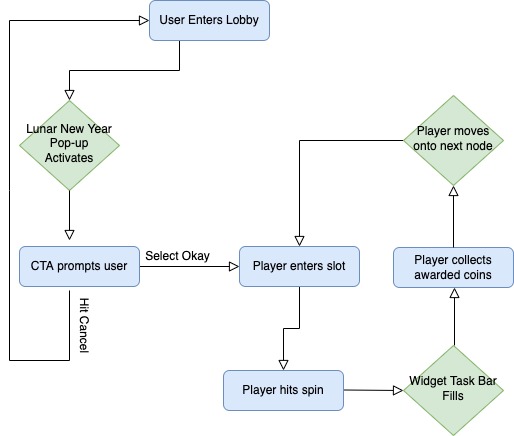 User Enters Lobby
Lunar New Year
Pop-up
Activates
Player moves
onto next node
CTA prompts user
Select Okay
Player enters slot
Player collects
awarded coins
Hit Cancel
Player hits spin
Widget Task Bar
Fills